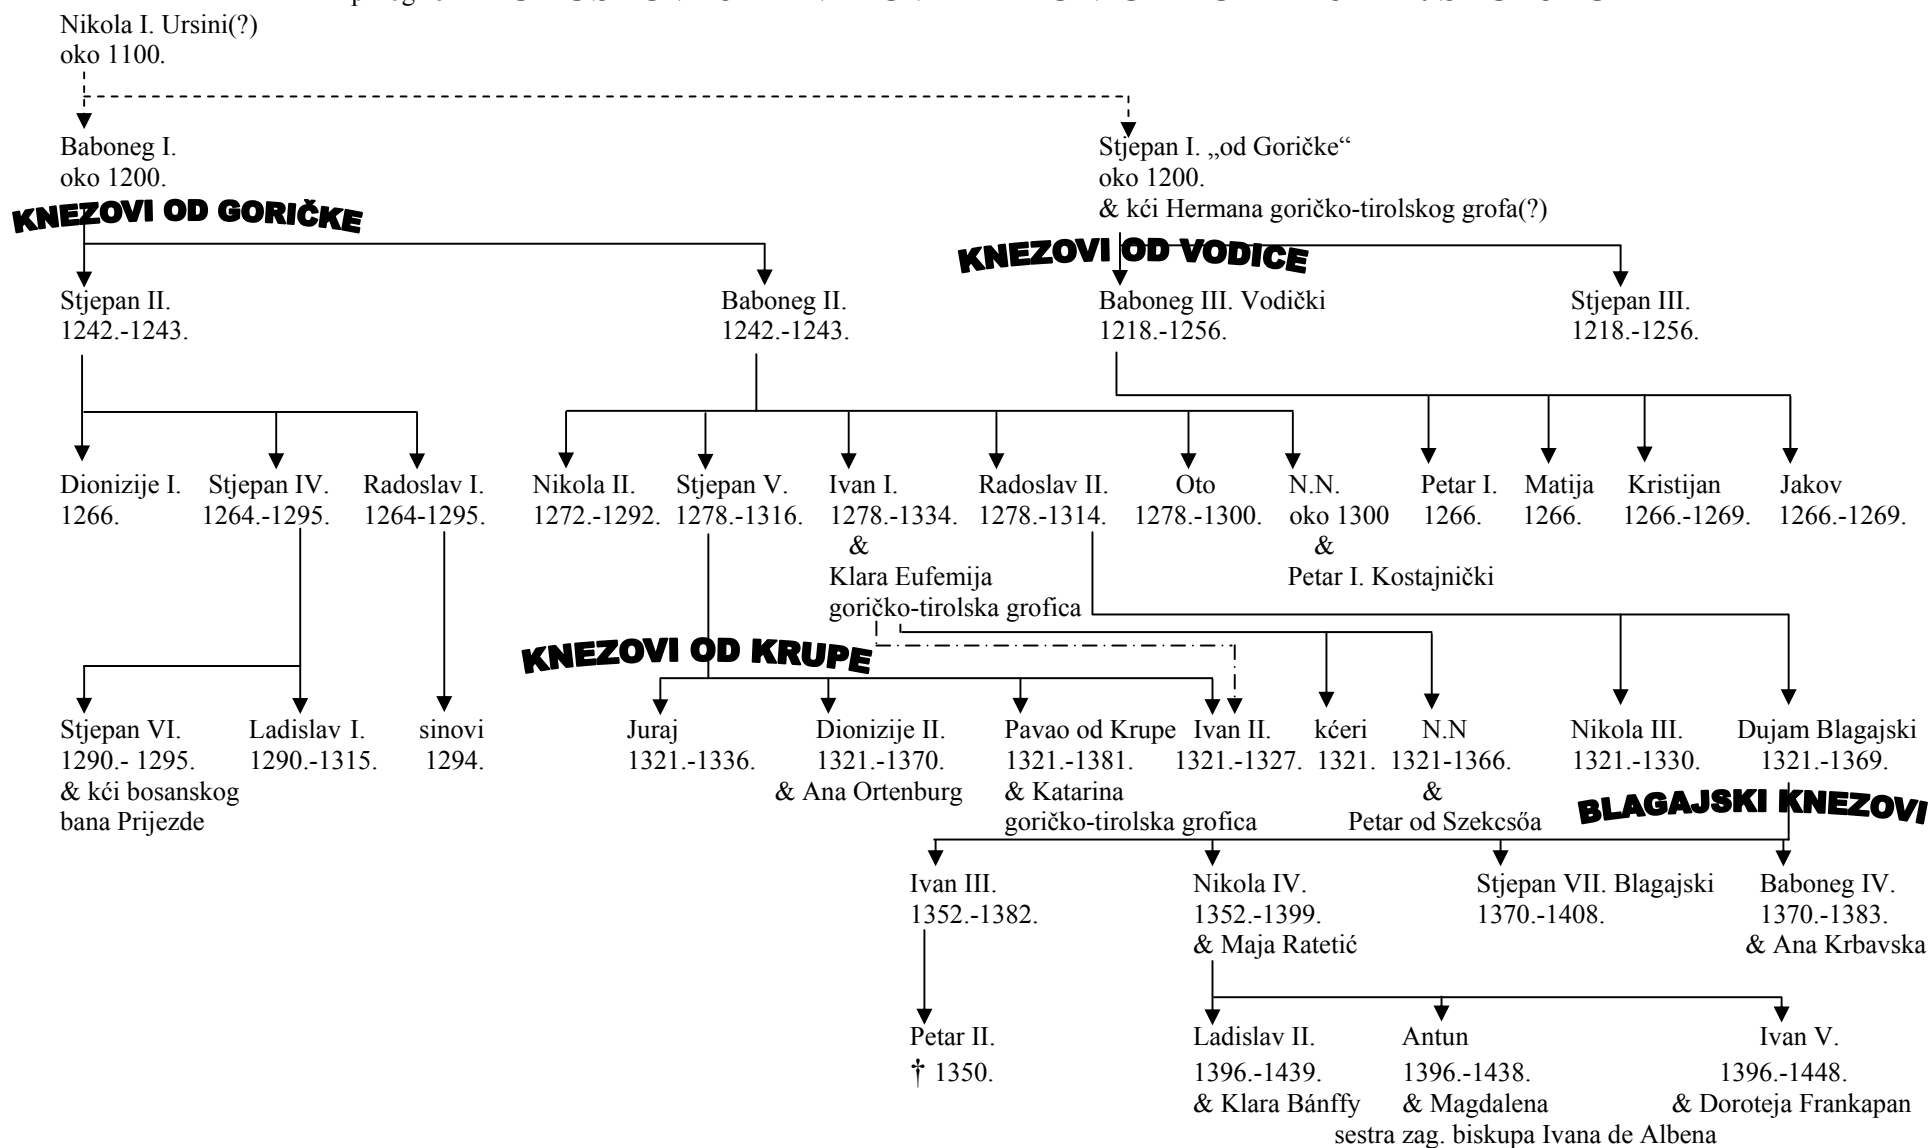 Nikola I. Ursini(?)
oko 1100.
Baboneg I.
oko 1200.
Stjepan I. „od Goričke“
oko 1200.
& kći Hermana goričko-tirolskog grofa(?)
KNEZOVI OD GORIČKE
KNEZOVI OD VODICE
Stjepan II.
1242.-1243.
Baboneg II.
1242.-1243.
Baboneg III. Vodički
1218.-1256.
Stjepan III.
1218.-1256.
Dionizije I.
1266.
Stjepan IV.
1264.-1295.
Radoslav I.
1264-1295.
Nikola II.
1272.-1292.
Stjepan V.
1278.-1316.
Ivan I.
1278.-1334.
&
Klara Eufemija
goričko-tirolska grofica
Radoslav II.
1278.-1314.
Oto
1278.-1300.
N.N.
oko 1300
&
Petar I. Kostajnički
Petar I.
1266.
Matija
1266.
Kristijan
1266.-1269.
Jakov
1266.-1269.
KNEZOVI OD KRUPE
Stjepan VI.
1290.- 1295.
& kći bosanskog
bana Prijezde
Ladislav I.
1290.-1315.
sinovi
1294.
Juraj
1321.-1336.
Dionizije II.
1321.-1370.
& Ana Ortenburg
Pavao od Krupe
1321.-1381.
& Katarina
goričko-tirolska grofica
Ivan II.
1321.-1327.
kćeri
1321.
N.N
1321-1366.
&
Petar od Szekcsőa
Nikola III.
1321.-1330.
Dujam Blagajski
1321.-1369.
BLAGAJSKI KNEZOVI
Ivan III.
1352.-1382.
Nikola IV.
1352.-1399.
& Maja Ratetić
Stjepan VII. Blagajski
1370.-1408.
Baboneg IV.
1370.-1383.
& Ana Krbavska
Petar II.
† 1350.
Ladislav II.
1396.-1439.
& Klara Bánffy
Antun
1396.-1438.
& Magdalena
sestra zag. biskupa Ivana de Albena
Ivan V.
1396.-1448.
& Doroteja Frankapan